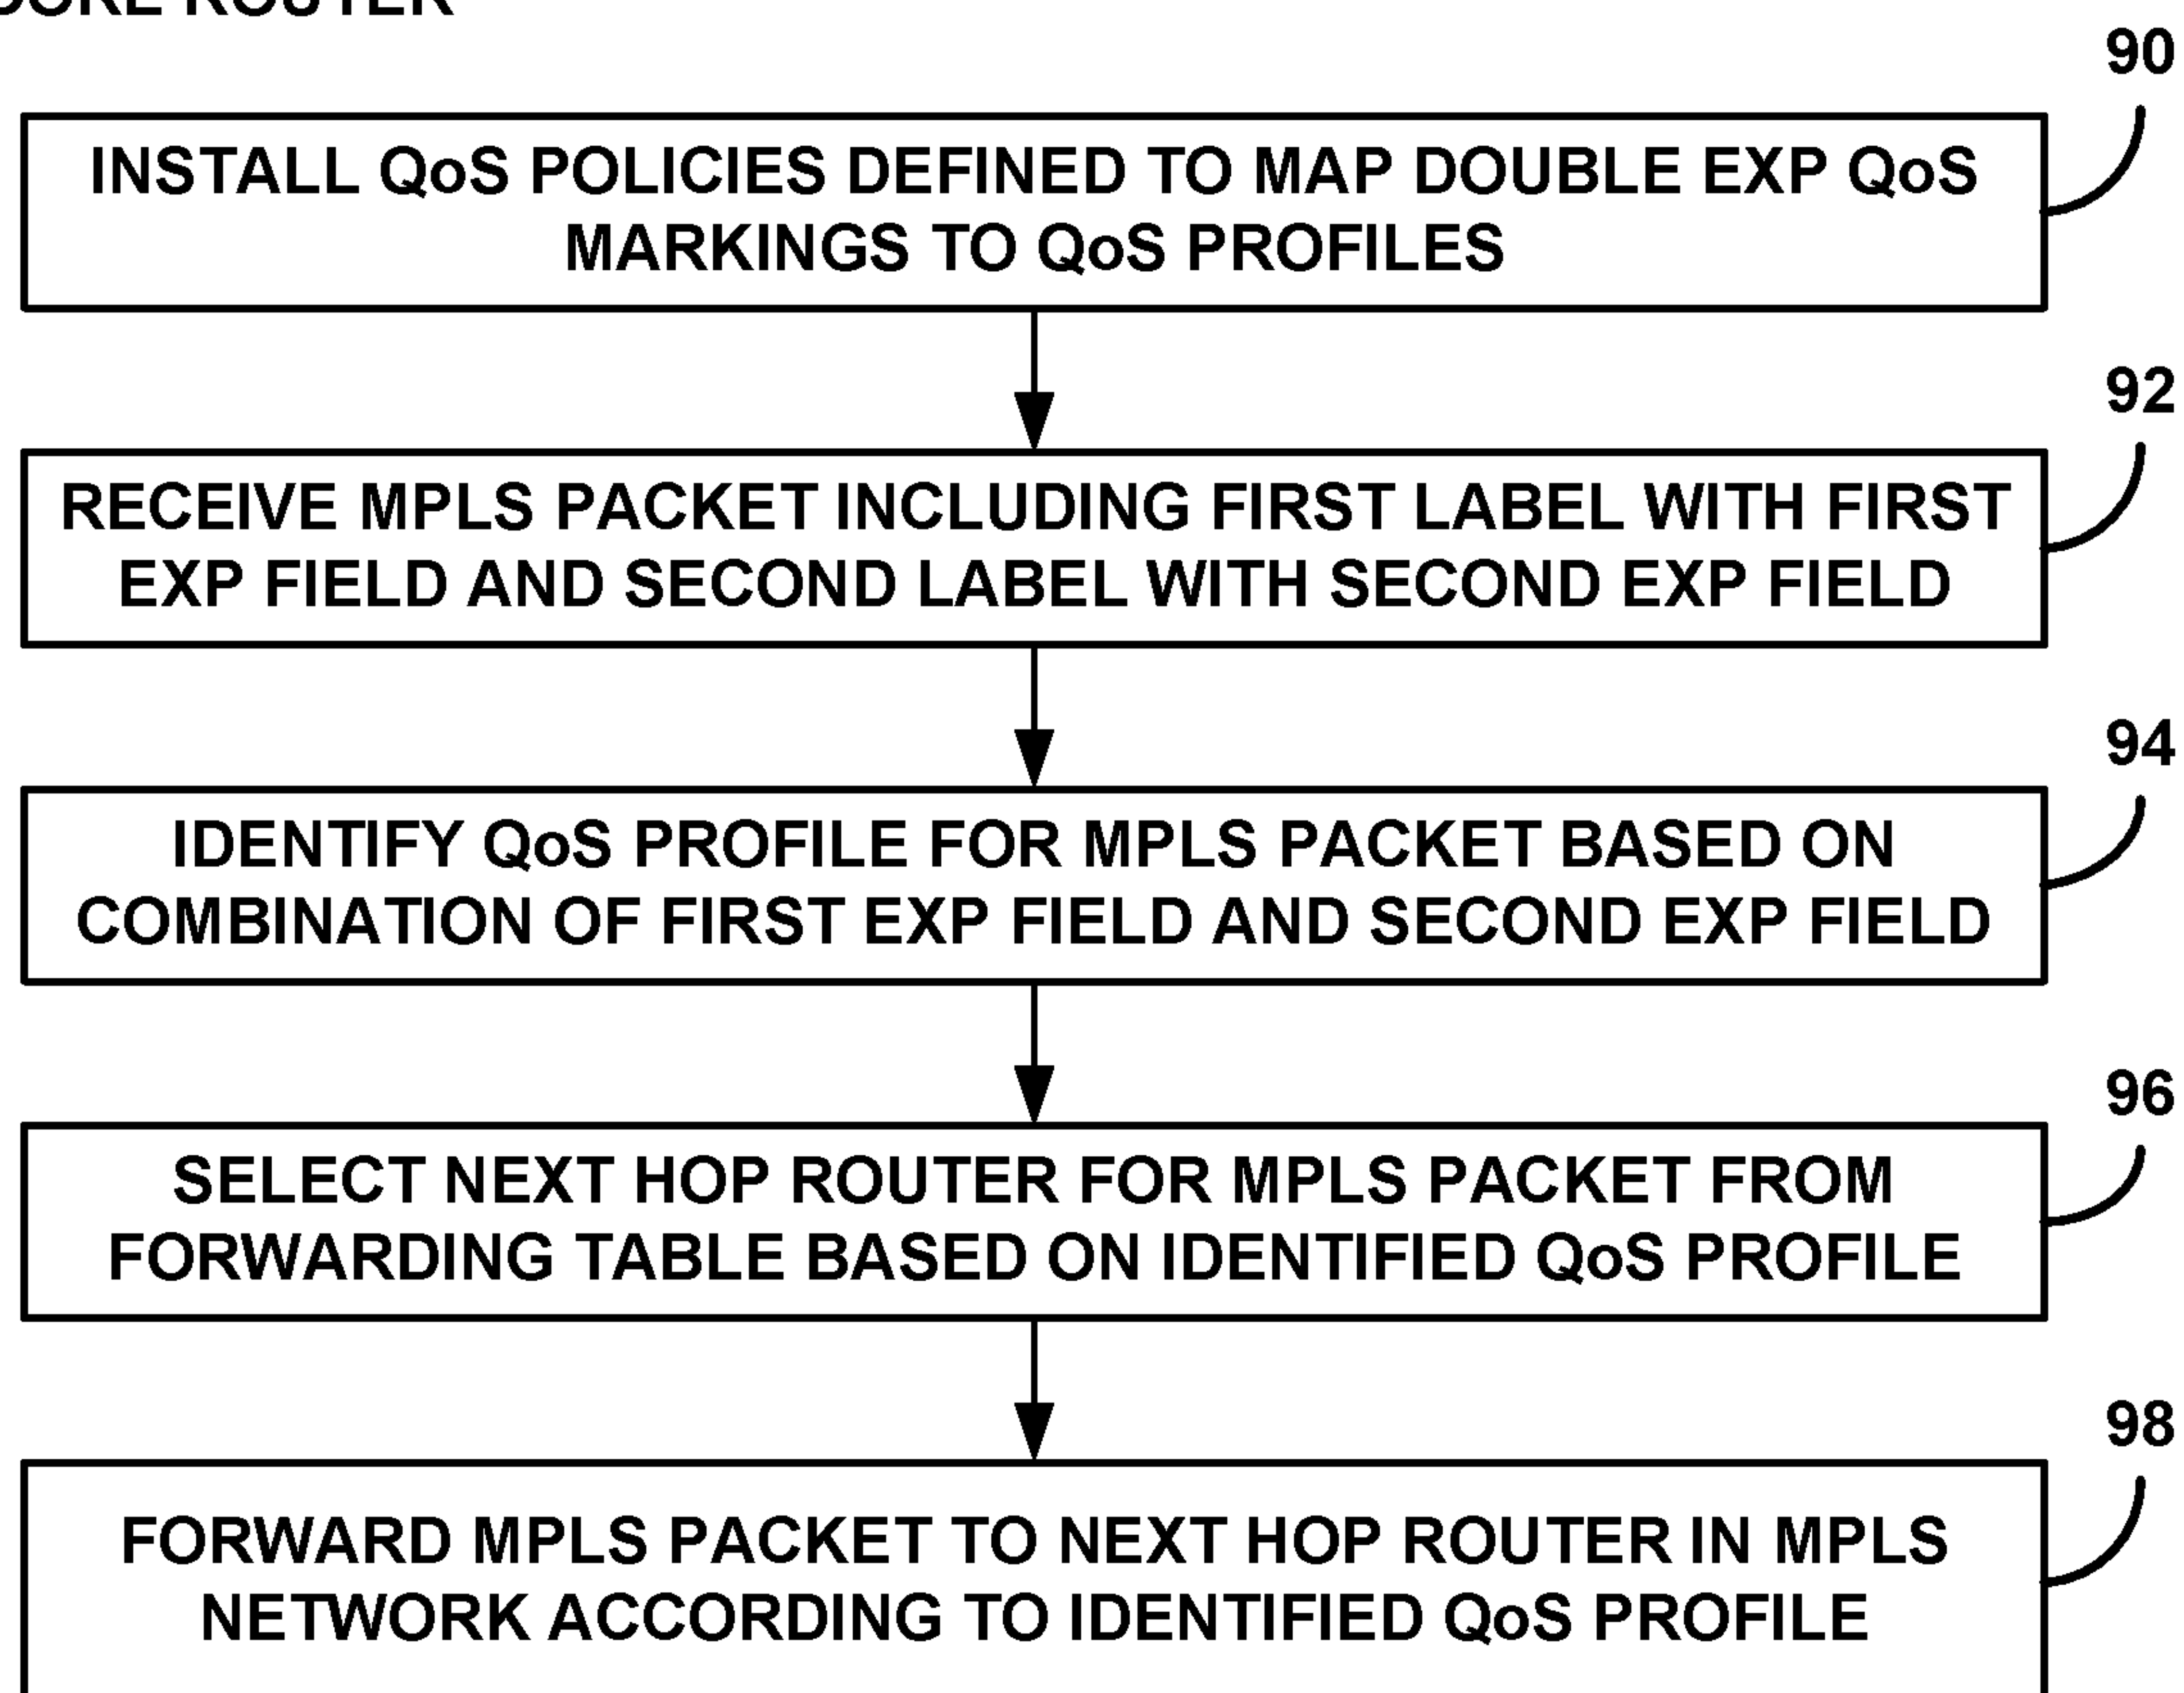 CORE ROUTER
90
INSTALL QoS POLICIES DEFINED TO MAP DOUBLE EXP QoS
MARKINGS TO QoS PROFILES
92
RECEIVE MPLS PACKET INCLUDING FIRST LABEL WITH FIRST
EXP FIELD AND SECOND LABEL WITH SECOND EXP FIELD
94
IDENTIFY QoS PROFILE FOR MPLS PACKET BASED ON
COMBINATION OF FIRST EXP FIELD AND SECOND EXP FIELD
96
SELECT NEXT HOP ROUTER FOR MPLS PACKET FROM
FORWARDING TABLE BASED ON IDENTIFIED QoS PROFILE
98
FORWARD MPLS PACKET TO NEXT HOP ROUTER IN MPLS
NETWORK ACCORDING TO IDENTIFIED QoS PROFILE